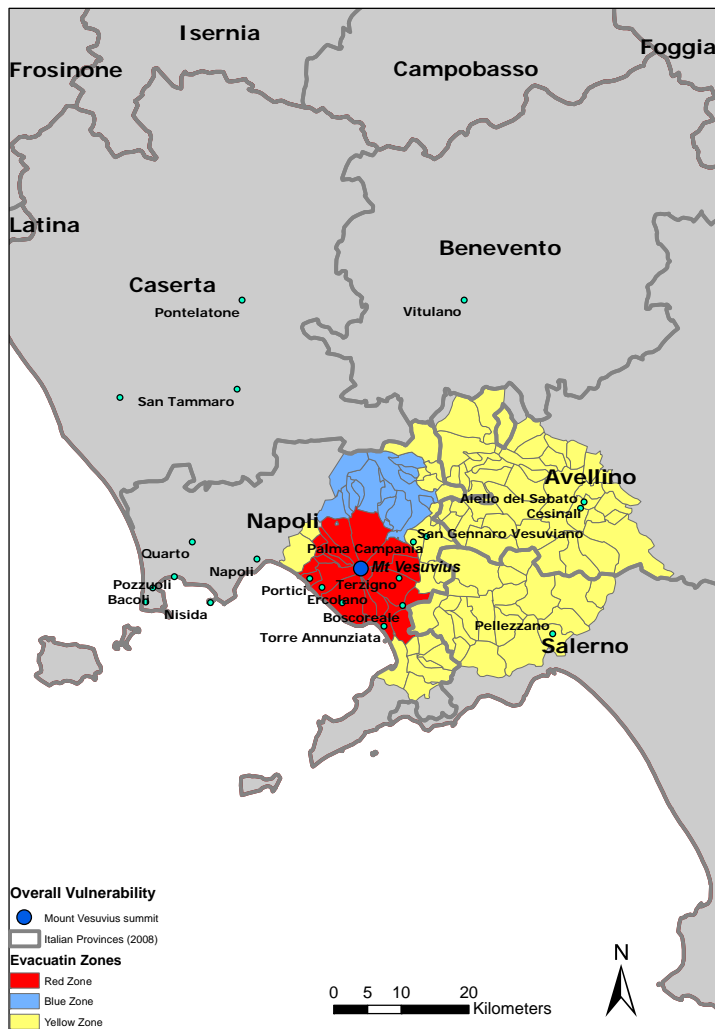 Isernia
Foggia
Frosinone
Campobasso
Latina
Benevento
Caserta
Pontelatone
Vitulano
San Tammaro
Avellino
Aiello del Sabato
Cesinali
Napoli
San Gennaro Vesuviano
Quarto
Palma Campania
Napoli
Mt Vesuvius
Pozzuoli
Portici
Terzigno
Bacoli
Ercolano
Nisida
Boscoreale
Pellezzano
Torre Annunziata
Salerno
Overall Vulnerability
Mount Vesuvius summit
Italian Provinces (2008)
Evacuatin Zones
Red Zone
Blue Zone
Yellow Zone
0 5 10 20
Kilometers
N